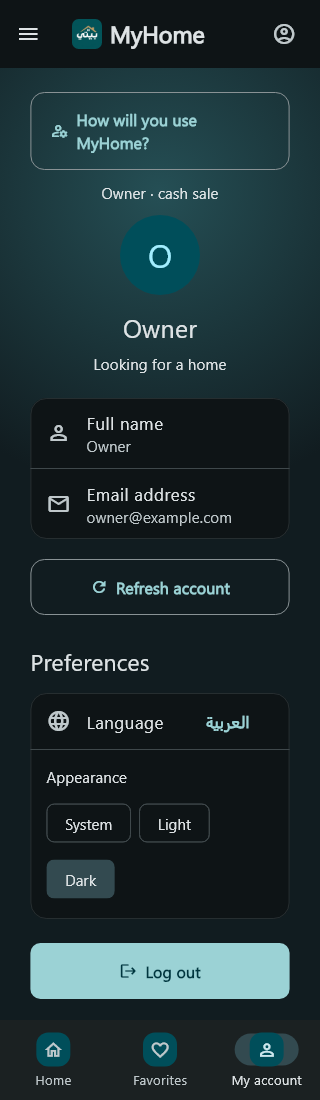 بيتي
MyHome
How will you use
MyHome?
Owner · cash sale
O
Owner
Looking for a home
Full name
Owner
Email address
owner@example.com
Refresh account
Preferences
Language العربية
Appearance
System Light
Dark
Log out
Home Favorites My account